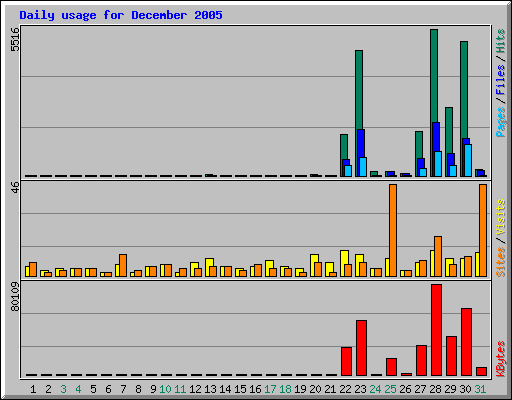 Daily usage for December 2005
5516
Pages / Files / Hits
46
Sites / Visits
80109
KBytes
1 2 3 4 5 6 7 8 9 10 11 12 13 14 15 16 17 18 19 20 21 22 23 24 25 26 27 28 29 30 31